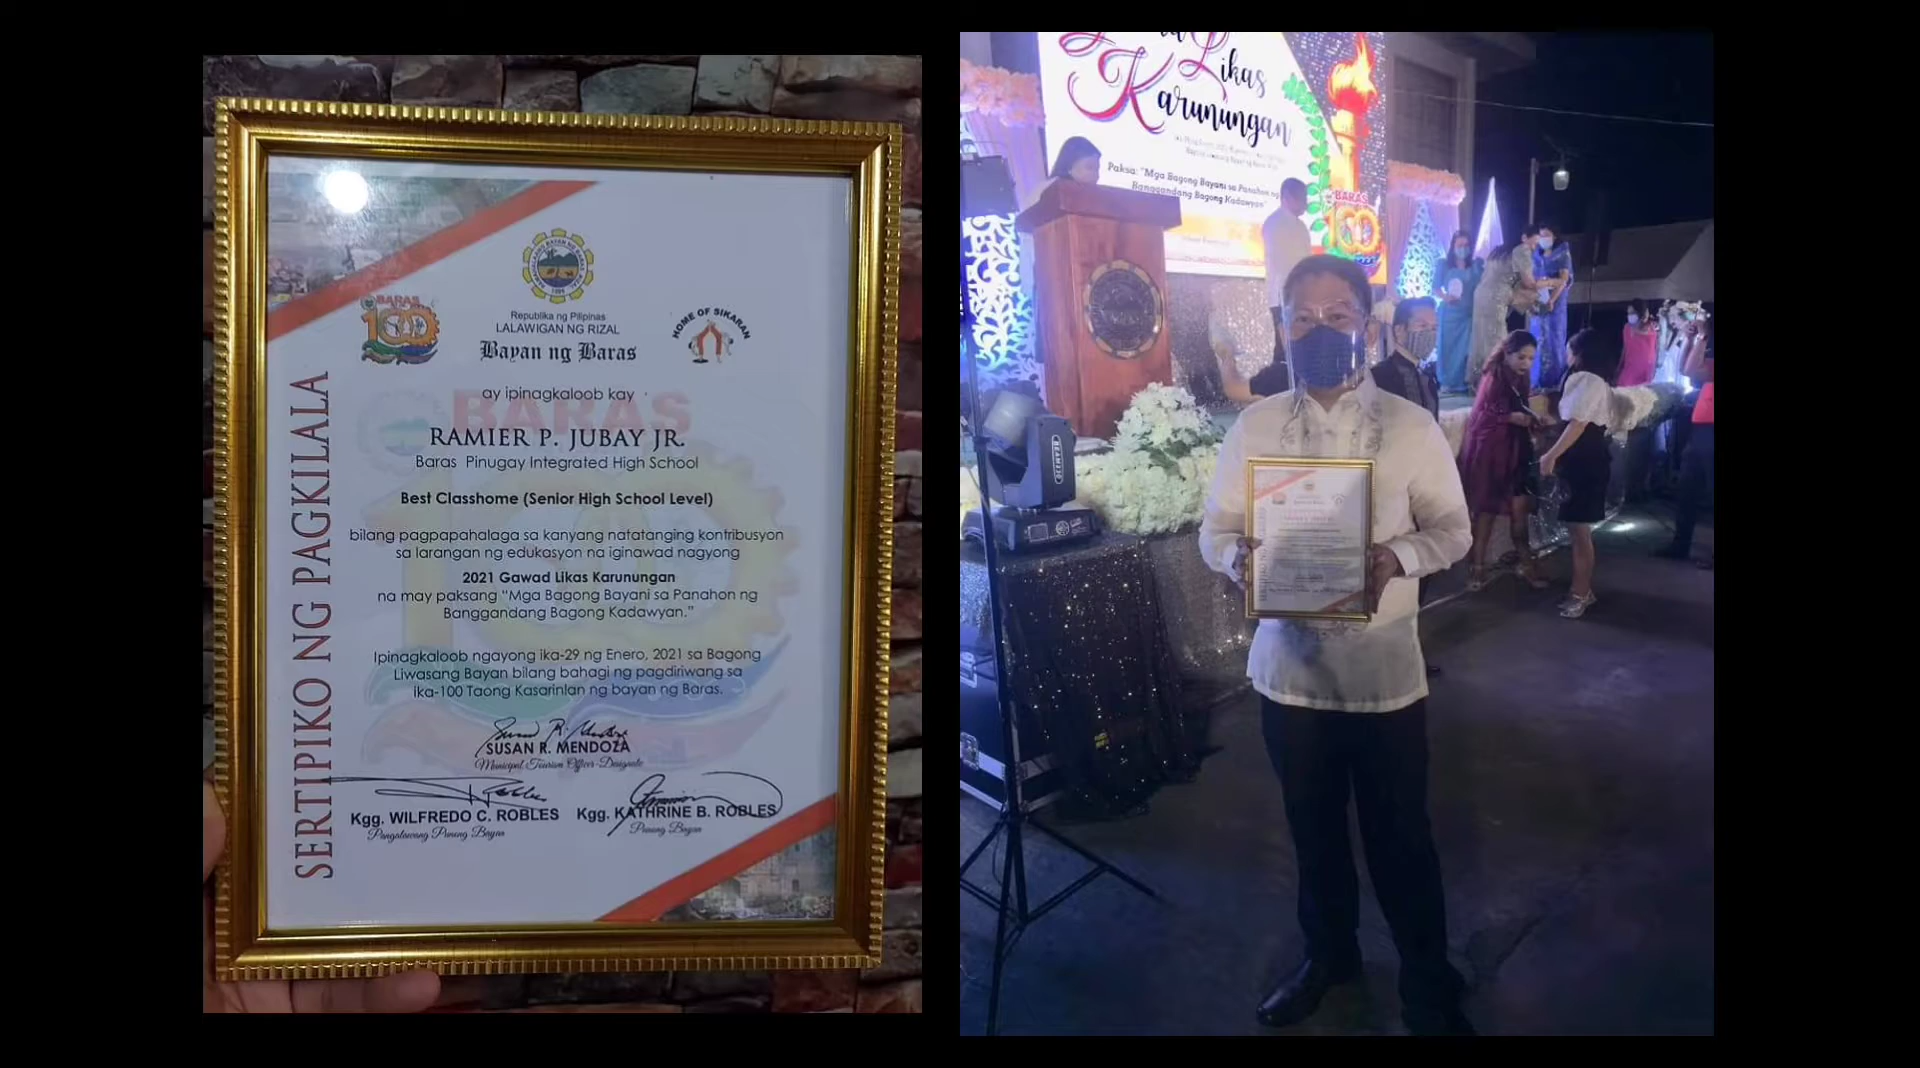 Republika ng Pilipinas
LALAWIGAN NG RIZAL
Bayan ng Baras
BARAS
100
HOME OF SIKARAN
SERTIPIKO NG PAGKILALA
ay ipinagkaloob kay
BARAS
RAMIER P. JUBAY JR.
Baras Pinugay Integrated High School
Best Classhome (Senior High School Level)
bilang pagpapahalaga sa kanyang natatanging kontribusyon
sa larangan ng edukasyon na iginawad nagyong
2021 Gawad Likas Karunungan
na may paksang “Mga Bagong Bayani sa Panahon ng
Banggandang Bagong Kadawyan.”
Ipinagkaloob ngayong ika-29 ng Enero, 2021 sa Bagong
Liwasang Bayan bilang bahagi ng pagdiriwang sa
ika-100 Taong Kasarinlan ng bayan ng Baras.
SUSAN R. MENDOZA
Municipal Tourism Officer-Designate
Kgg. WILFREDO C. ROBLES
Pangalawang Punong Bayan
Kgg. KATHRINE B. ROBLES
Punong Bayan
Likas
Karunungan
Paksa: "Mga Bagong Bayani sa Panahon ng
Banggandang Bagong Kadawyan"
BARAS
100